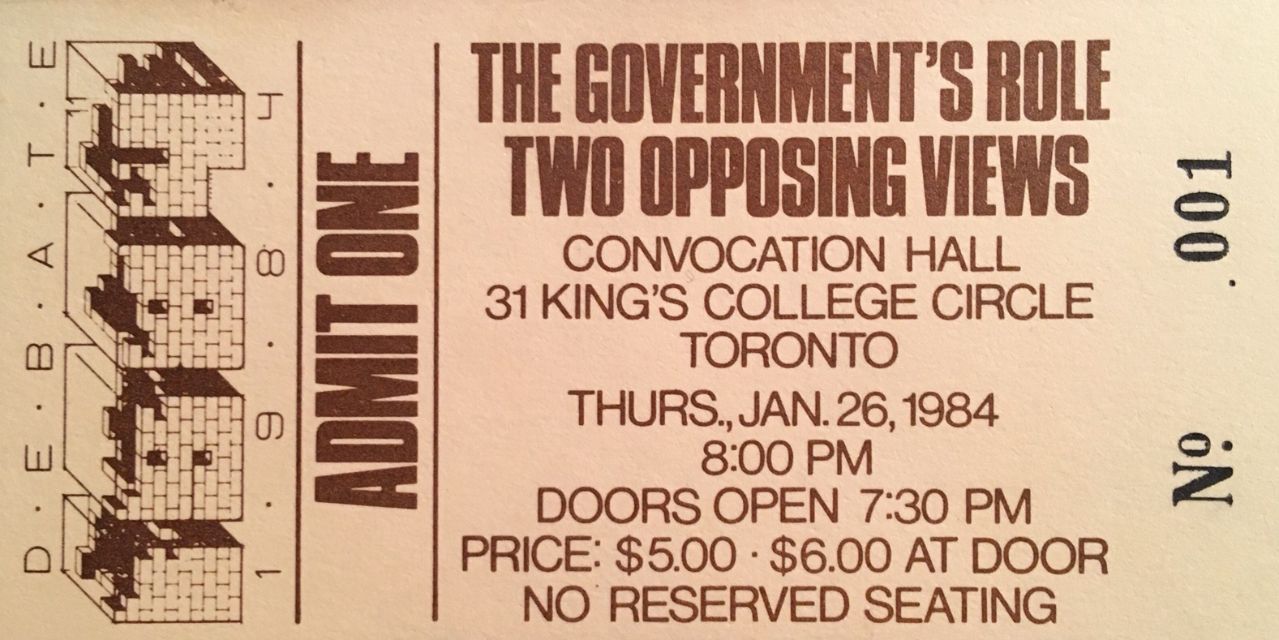 D·E·B·A·T·E
1·9·8·4
ADMIT ONE
THE GOVERNMENT'S ROLE
TWO OPPOSING VIEWS
CONVOCATION HALL
31 KING'S COLLEGE CIRCLE
TORONTO
THURS., JAN. 26, 1984
8:00 PM
DOORS OPEN 7:30 PM
PRICE: $5.00 · $6.00 AT DOOR
NO RESERVED SEATING
Nº. .001